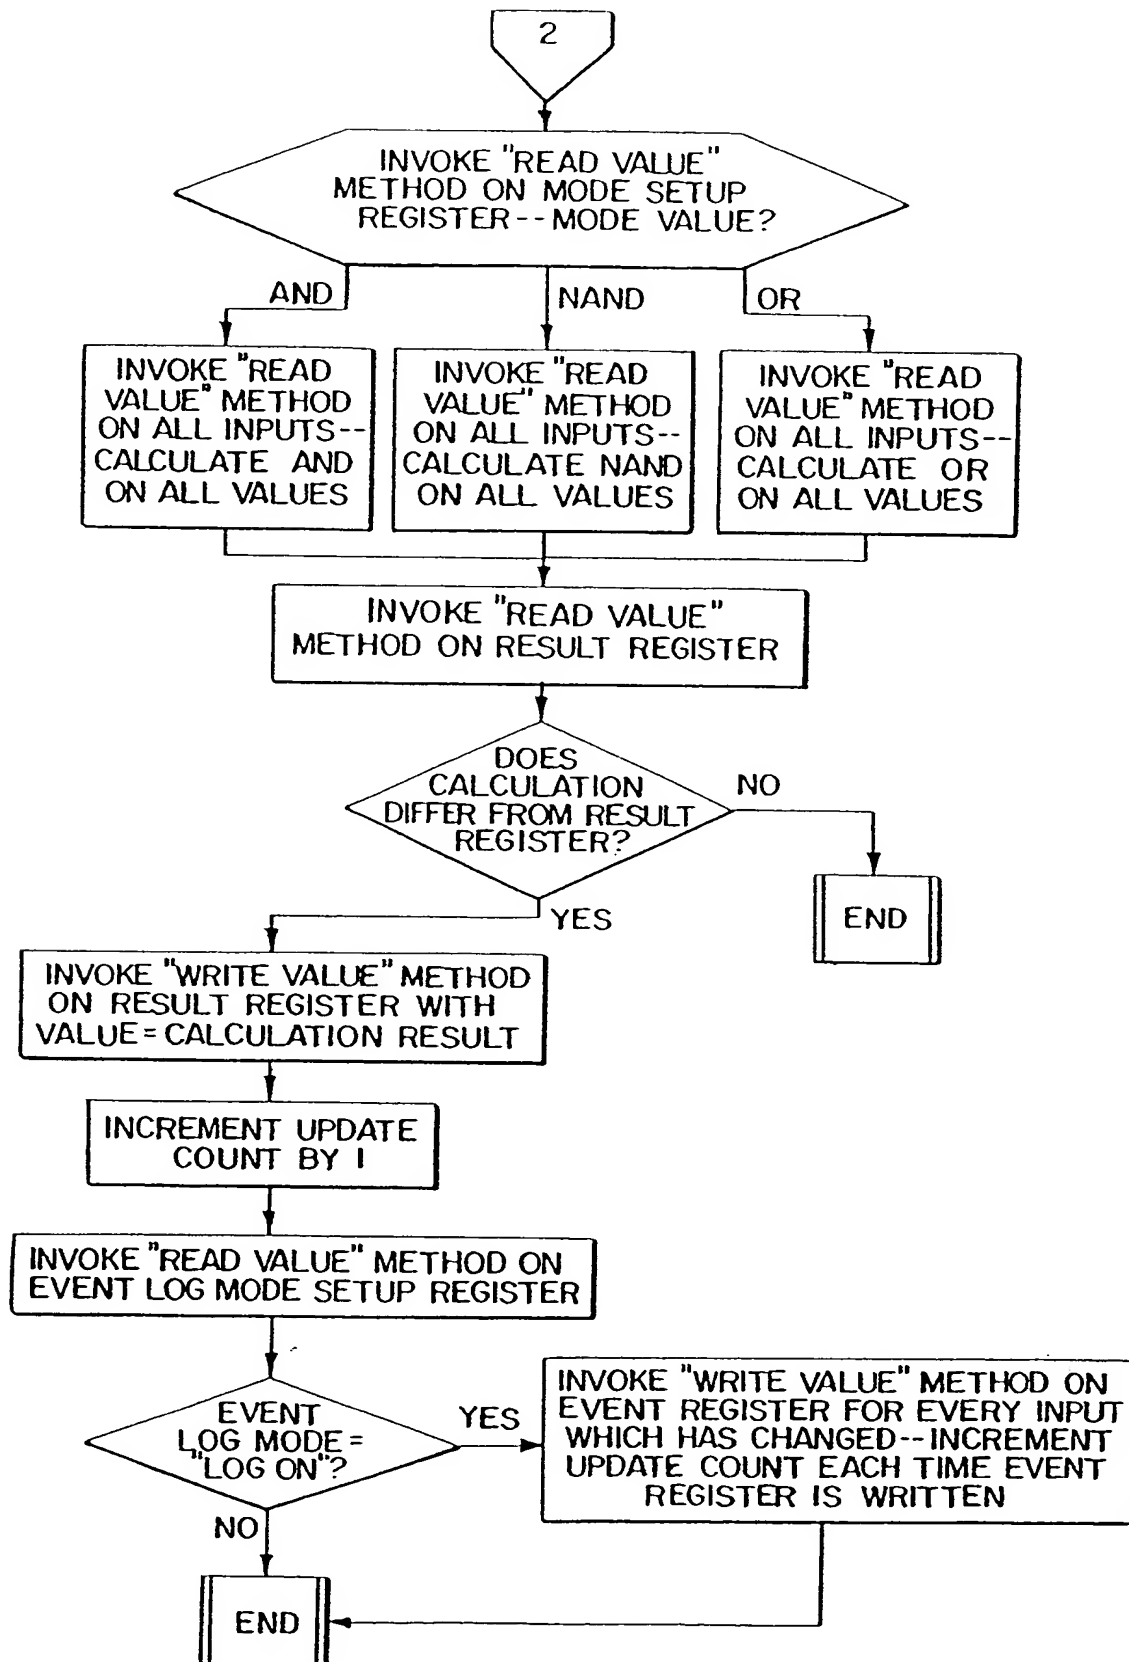 2
INVOKE "READ VALUE"
METHOD ON MODE SETUP
REGISTER--MODE VALUE?
AND
NAND
OR
INVOKE "READ
VALUE" METHOD
ON ALL INPUTS--
CALCULATE AND
ON ALL VALUES
INVOKE "READ
VALUE" METHOD
ON ALL INPUTS--
CALCULATE NAND
ON ALL VALUES
INVOKE "READ
VALUE" METHOD
ON ALL INPUTS--
CALCULATE OR
ON ALL VALUES
INVOKE "READ VALUE"
METHOD ON RESULT REGISTER
DOES
CALCULATION
DIFFER FROM RESULT
REGISTER?
NO
END
YES
INVOKE "WRITE VALUE" METHOD
ON RESULT REGISTER WITH
VALUE=CALCULATION RESULT
INCREMENT UPDATE
COUNT BY 1
INVOKE "READ VALUE" METHOD ON
EVENT LOG MODE SETUP REGISTER
EVENT
LOG MODE=
"LOG ON"?
YES
INVOKE "WRITE VALUE" METHOD ON
EVENT REGISTER FOR EVERY INPUT
WHICH HAS CHANGED--INCREMENT
UPDATE COUNT EACH TIME EVENT
REGISTER IS WRITTEN
NO
END